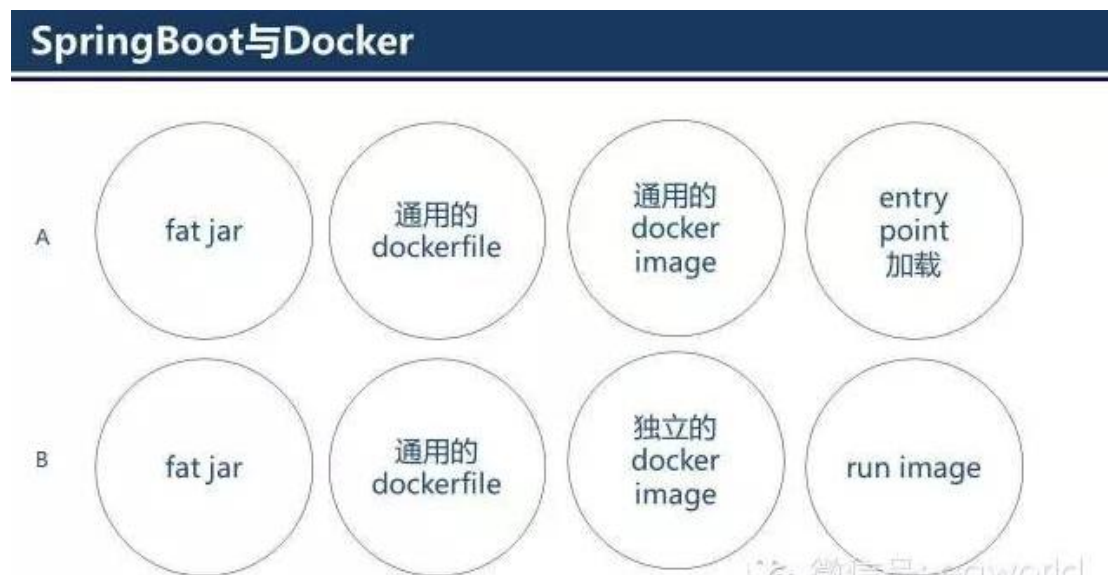 SpringBoot与Docker
A
fat jar
通用的
dockerfile
通用的
docker
image
entry
point
加载
B
fat jar
通用的
dockerfile
独立的
docker
image
run image